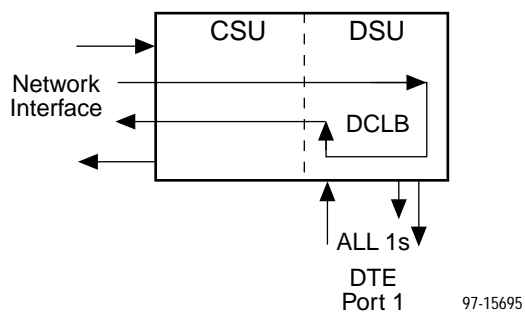 CSU DSU
Network
Interface
DCLB
ALL 1s
DTE
Port 1
97-15695